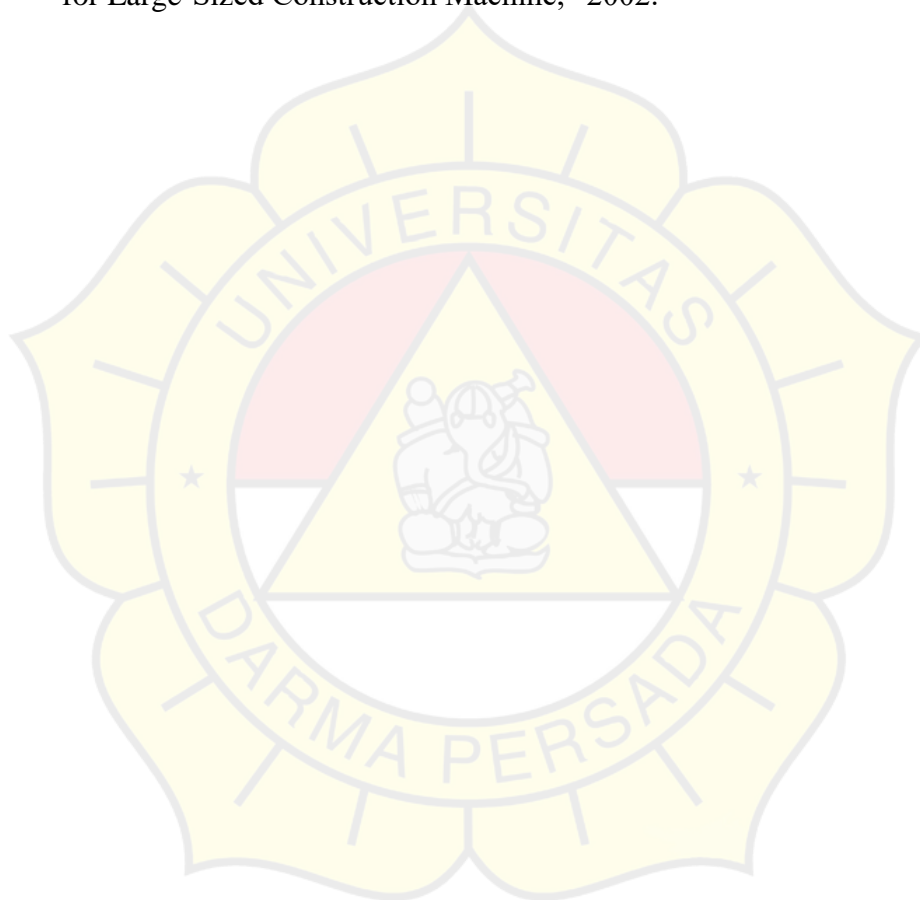 for Large-Sized Construction Machine,” 2002.
UNIVERSITAS
DARMA PERSADA